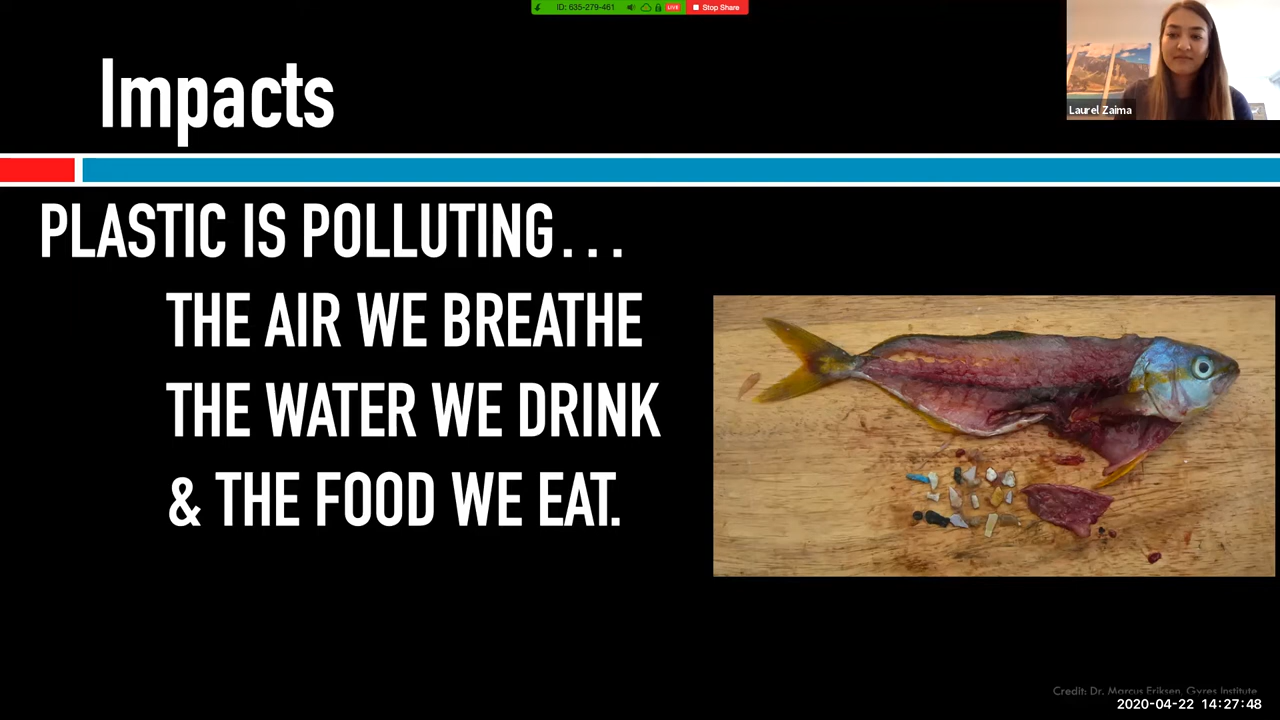 ID: 635-279-461 LIVE Stop Share
Impacts
Laurel Zaima
PLASTIC IS POLLUTING...
THE AIR WE BREATHE
THE WATER WE DRINK
& THE FOOD WE EAT.
Credit: Dr. Marcus Eriksen, Gyres Institute
2020-04-22 14:27:48